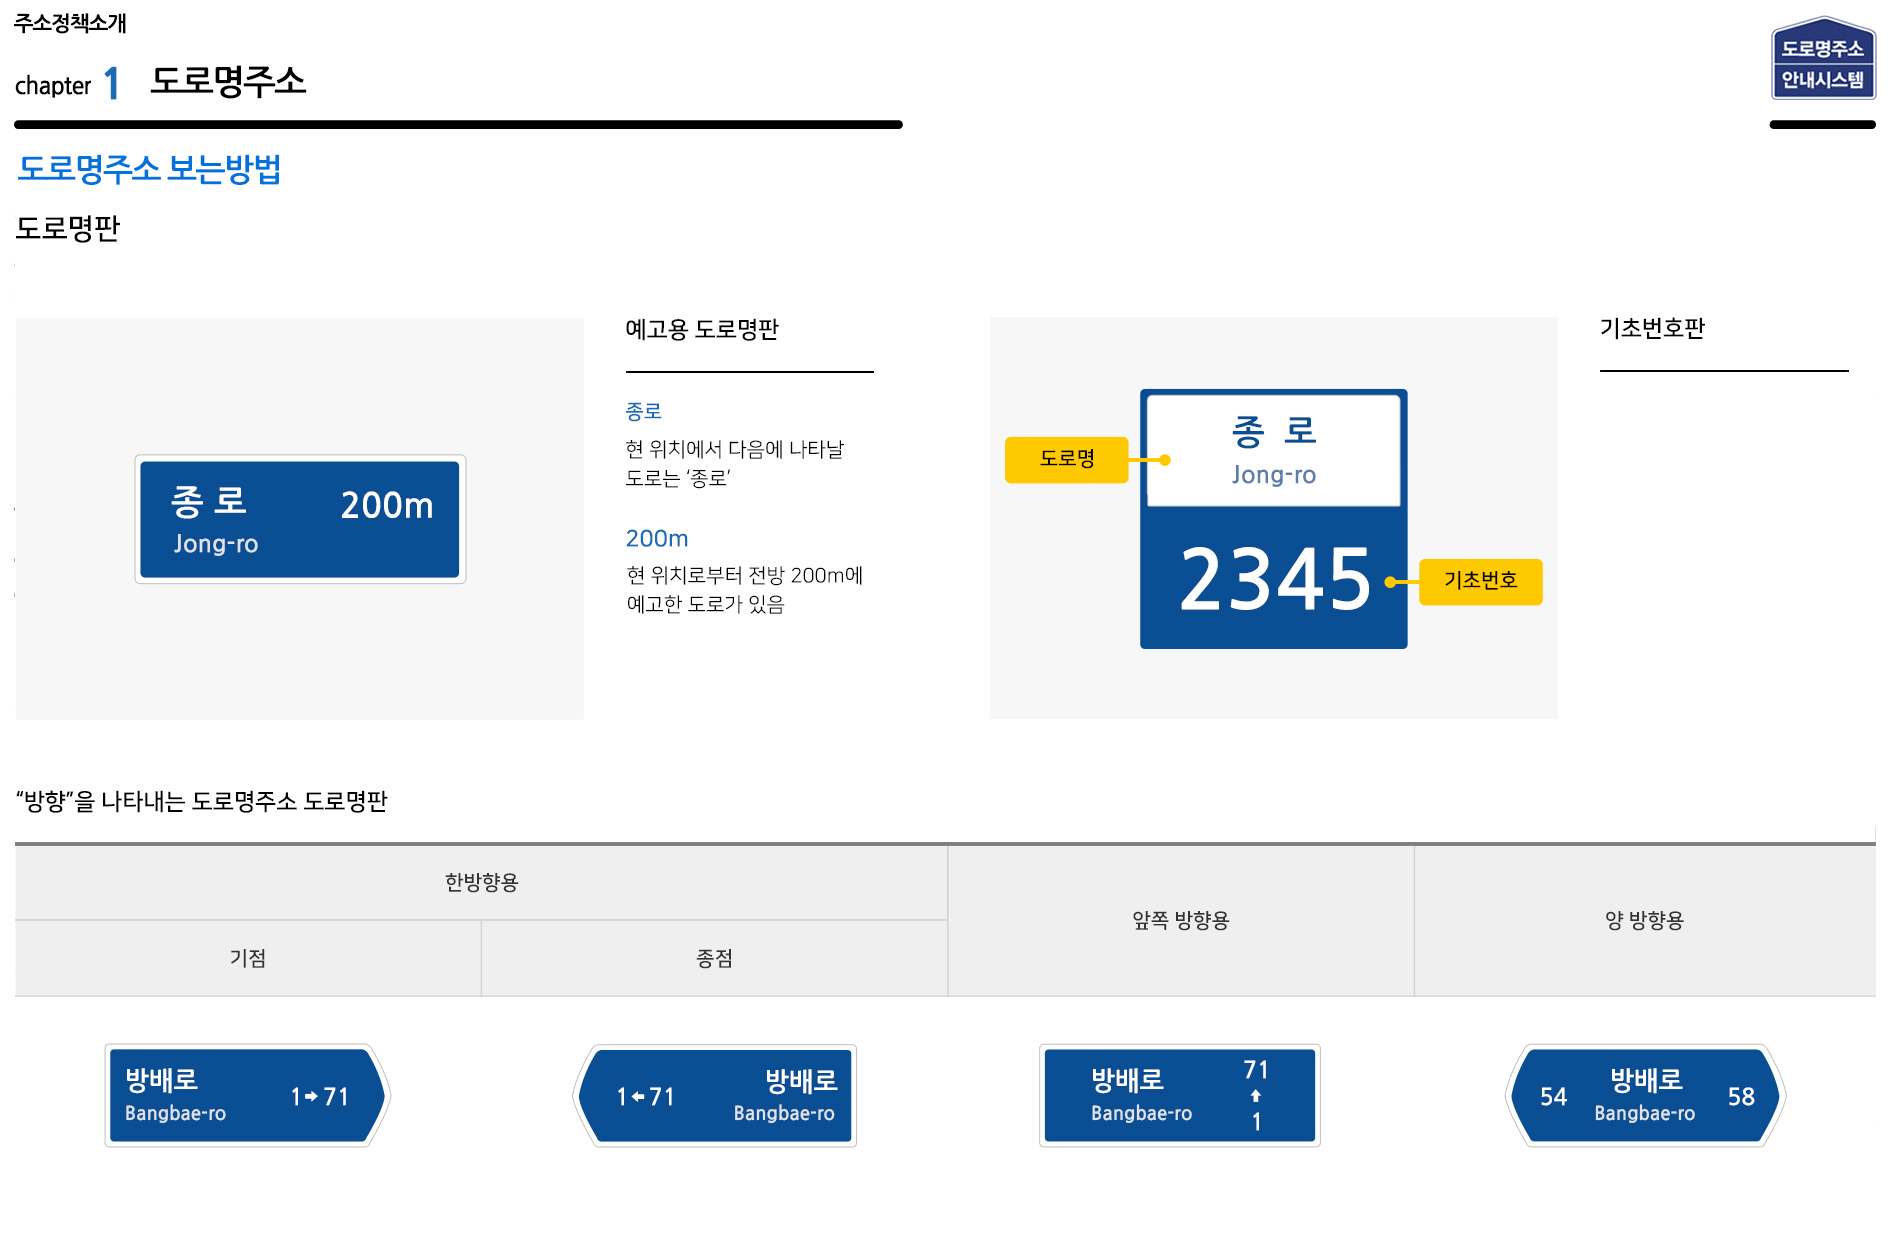 주소정책소개
chapter 1 도로명주소
도로명주소
안내시스템
도로명주소 보는방법
도로명판
종로
Jong-ro
200m
예고용 도로명판
종로
현 위치에서 다음에 나타날
도로는 ‘종로’
200m
현 위치로부터 전방 200m에
예고한 도로가 있음
도로명
종 로
Jong-ro
2345
기초번호
기초번호판
“방향”을 나타내는 도로명주소 도로명판
한방향용
기점
종점
앞쪽 방향용
양 방향용
방배로
Bangbae-ro
1➡71
1⬅71
방배로
Bangbae-ro
방배로
Bangbae-ro
71
⬆
1
54
방배로
Bangbae-ro
58